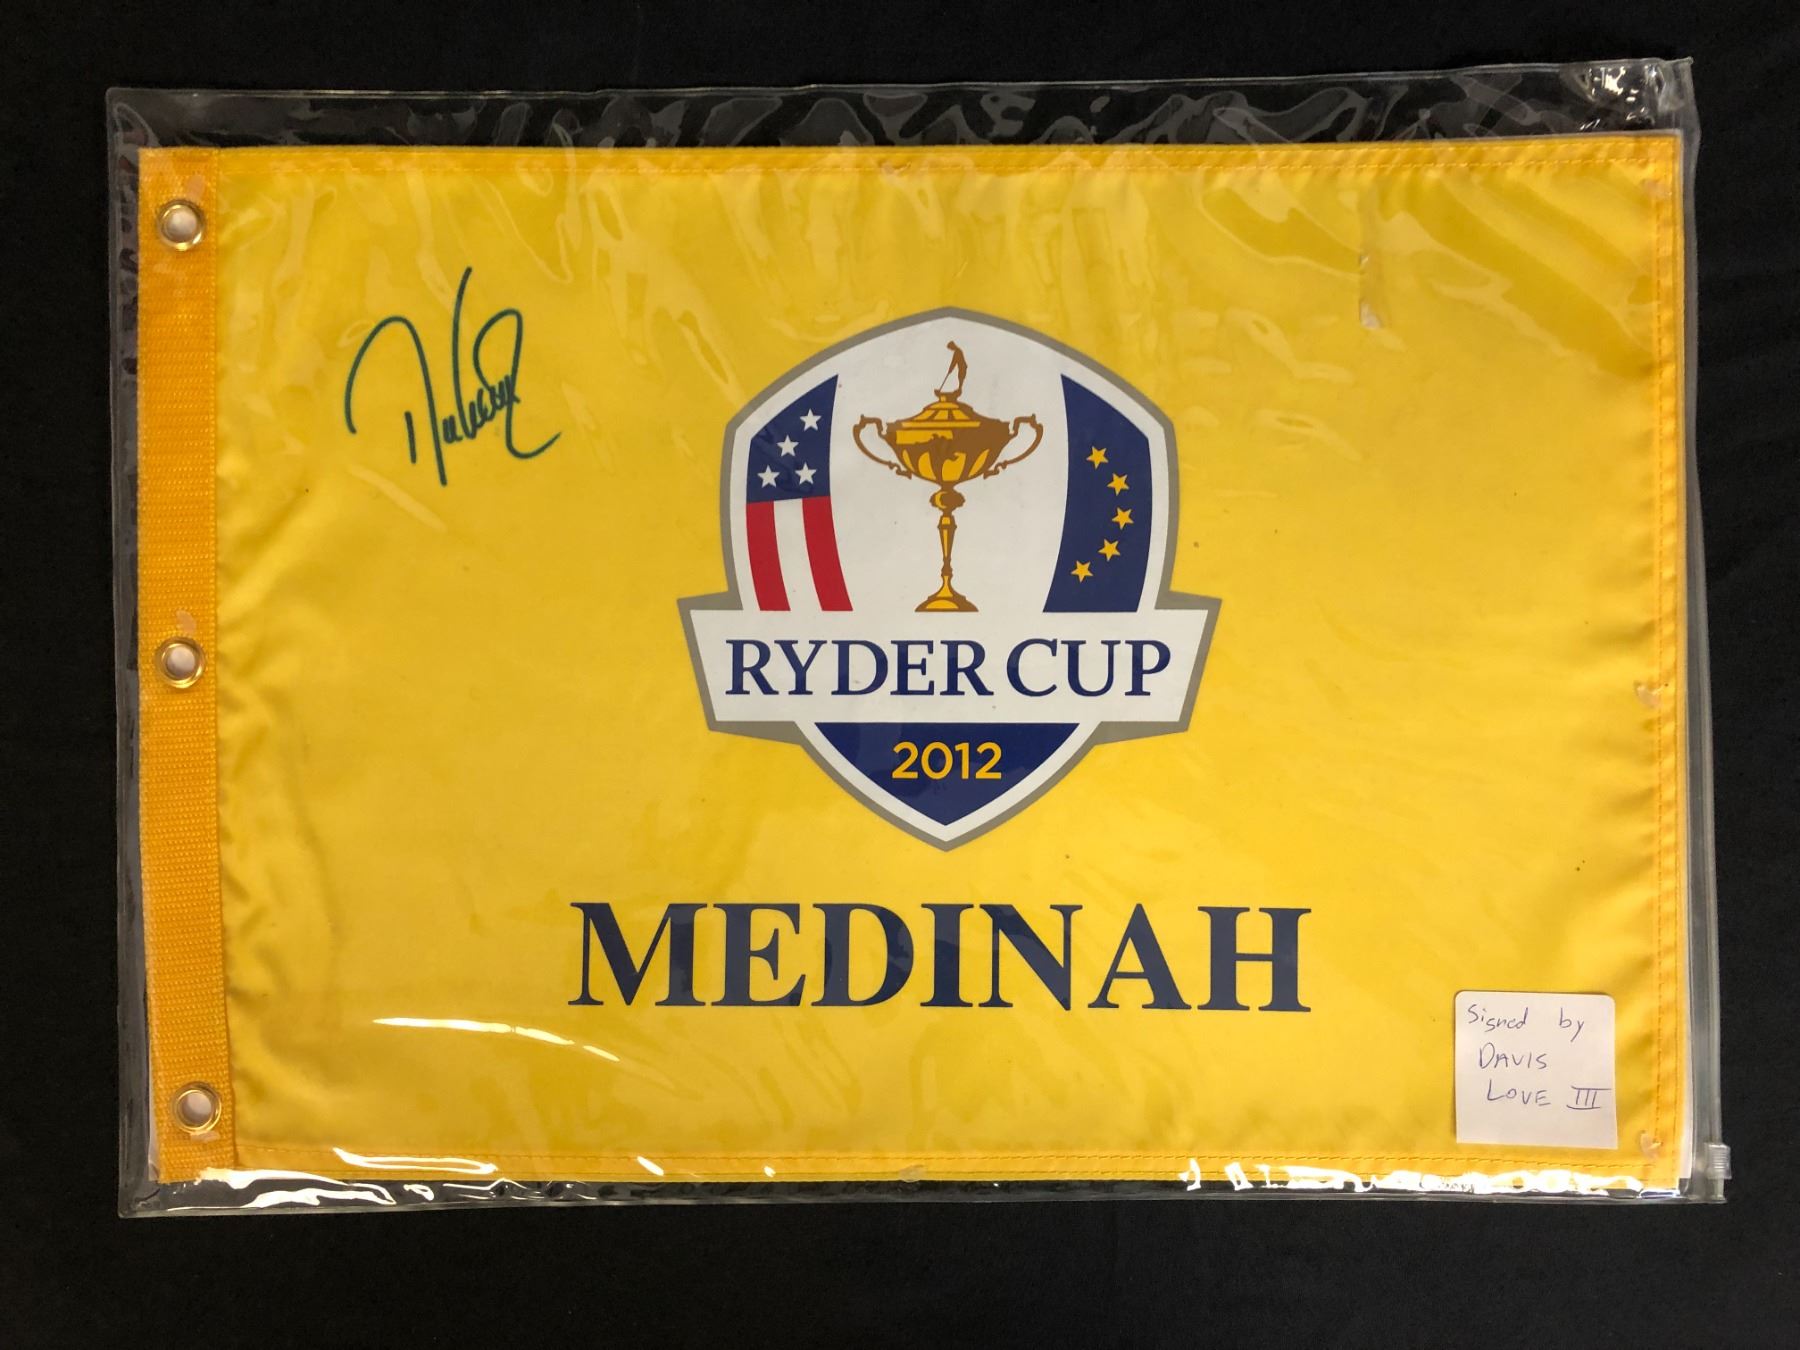 RYDER CUP
2012
MEDINAH
Signed by
DAVIS
LOVE III